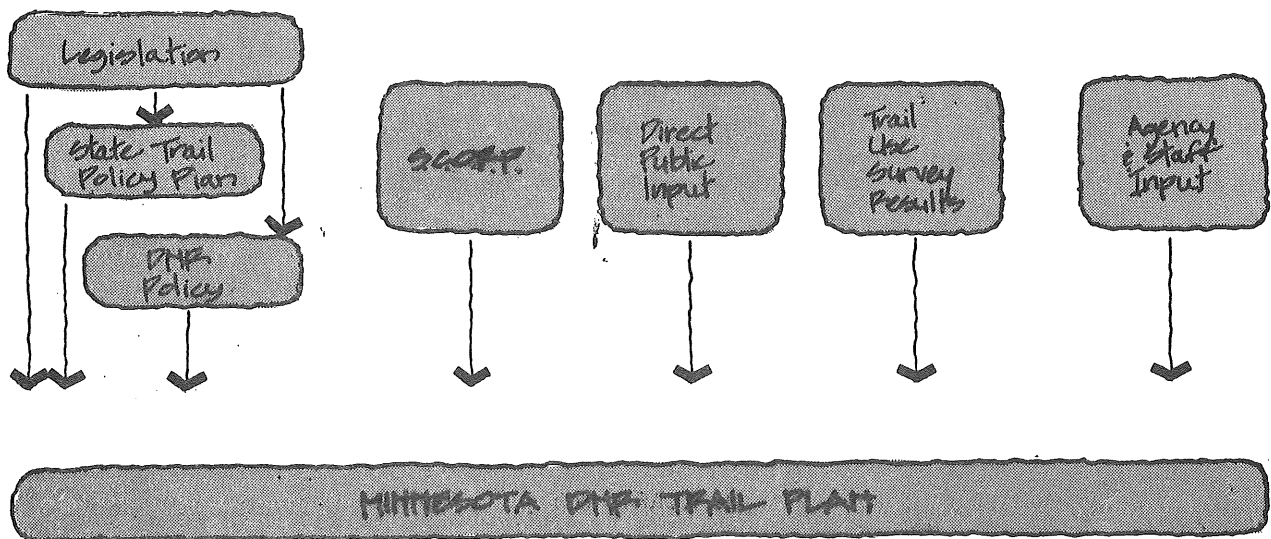 Legislation
State Trail
Policy Plan
DNR
Policy
S.C.O.R.P.
Direct
Public
Input
Trail
Use
Survey
Results
Agency
& Staff
Input
MINNESOTA DNR TRAIL PLAN